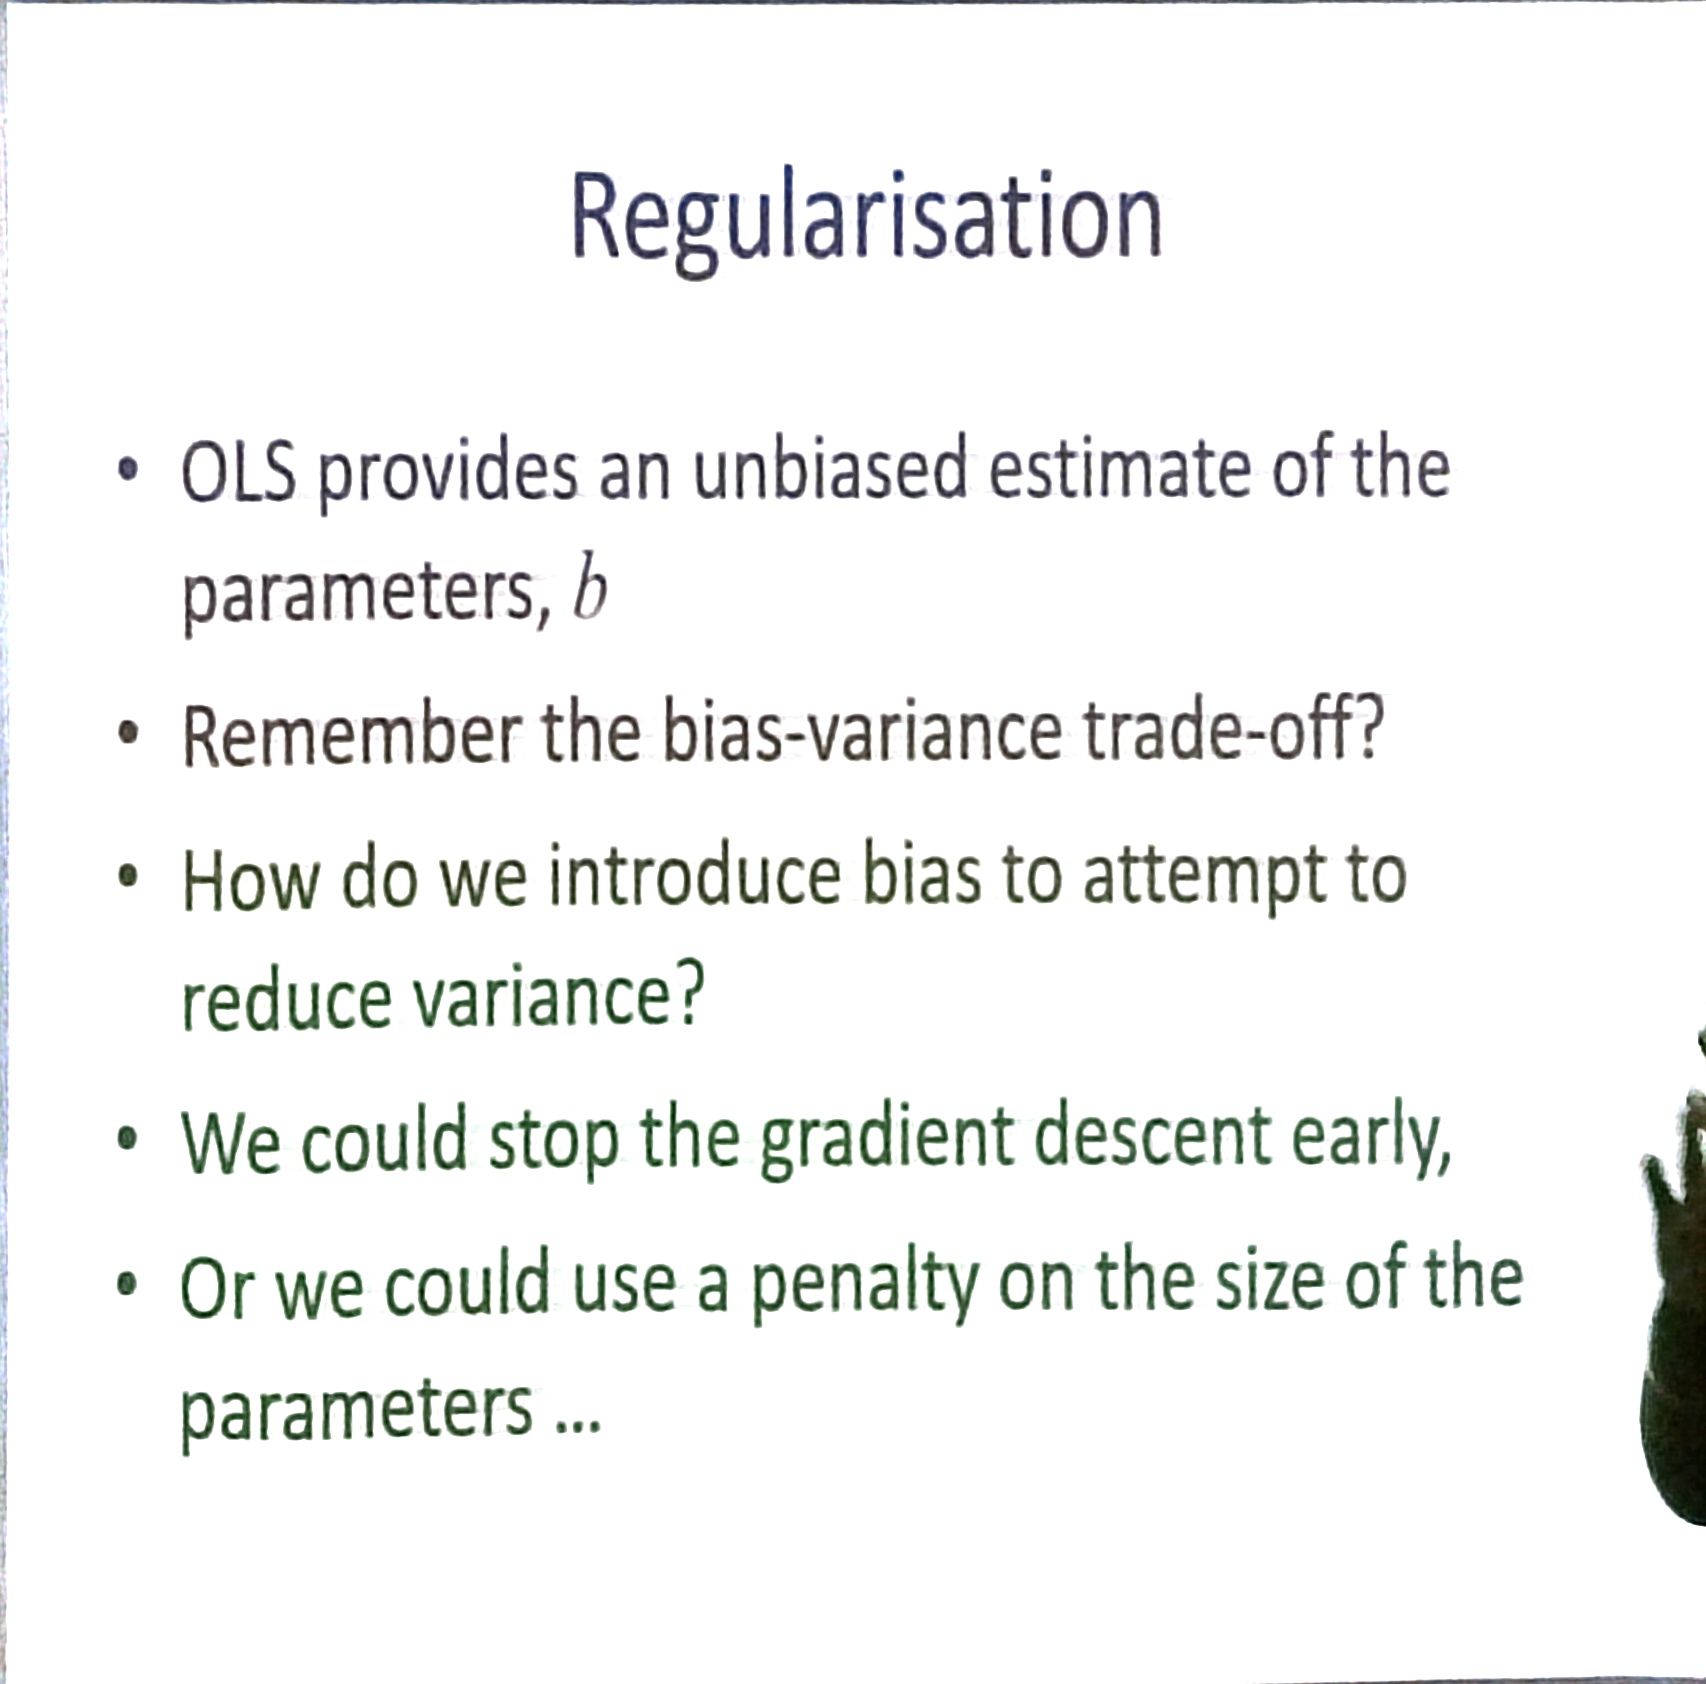 Regularisation
• OLS provides an unbiased estimate of the
parameters, b
• Remember the bias-variance trade-off?
• How do we introduce bias to attempt to
reduce variance?
• We could stop the gradient descent early,
• Or we could use a penalty on the size of the
parameters ...